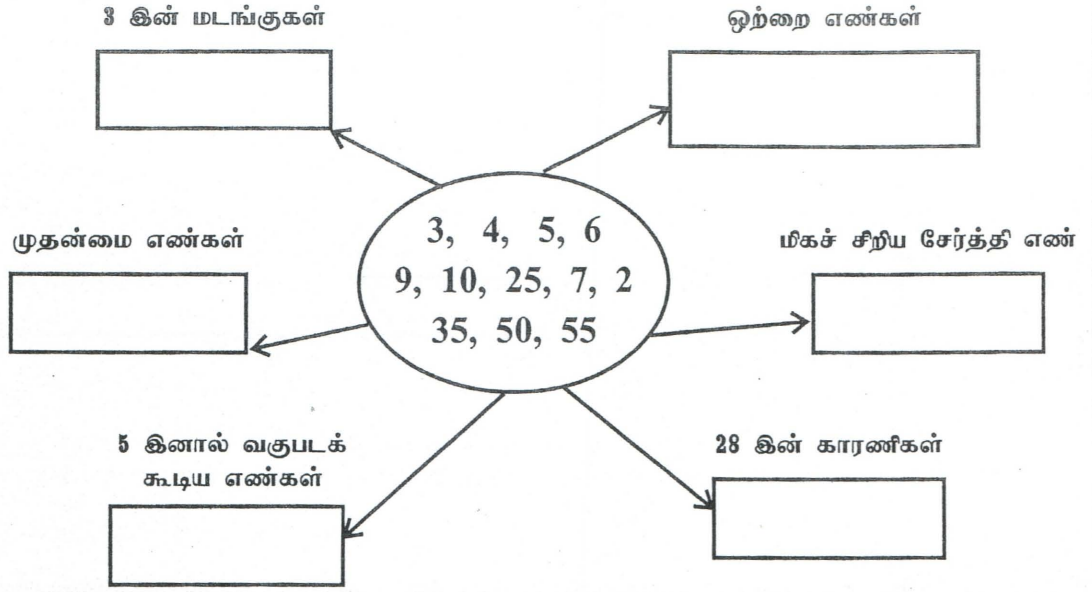 3 இன் மடங்குகள்
ஒற்றை எண்கள்
முதன்மை எண்கள்
3, 4, 5, 6
9, 10, 25, 7, 2
35, 50, 55
மிகச் சிறிய சேர்த்தி எண்
5 இனால் வகுபடக்
கூடிய எண்கள்
28 இன் காரணிகள்